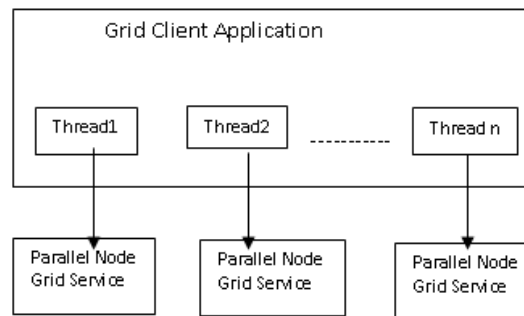 Grid Client Application
Thread1
Thread2
Thread n
Parallel Node
Grid Service
Parallel Node
Grid Service
Parallel Node
Grid Service